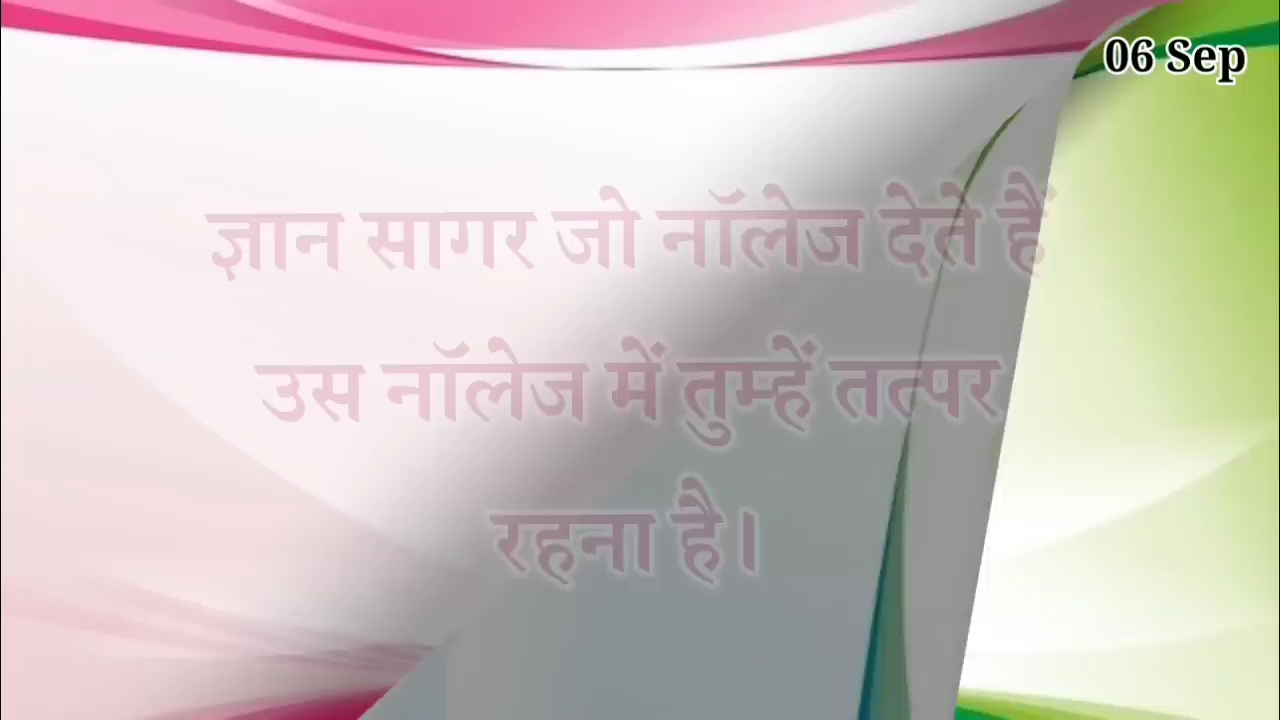 06 Sep
ज्ञान सागर जो नॉलेज देते हैं
उस नॉलेज में तुम्हें तत्पर
रहना है।